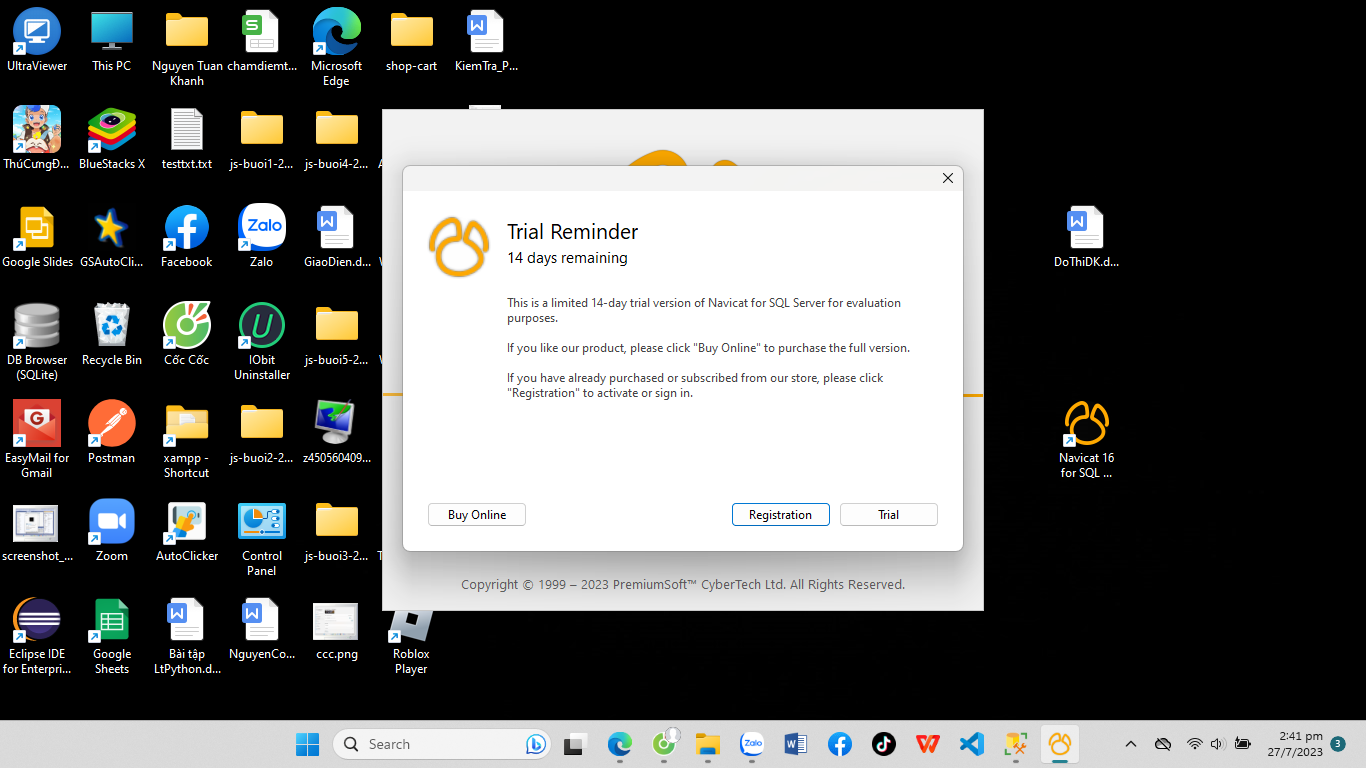 UltraViewer
This PC
Nguyen Tuan
Khanh
chamdiemt...
Microsoft
Edge
shop-cart
KiemTra_P...
ThúCưngĐ...
BlueStacks X
testtxt.txt
js-buoi1-2...
js-buoi4-2...
Google Slides
GSAutoCli...
Facebook
Zalo
GiaoDien.d...
DoThiDK.d...
DB Browser
(SQLite)
Recycle Bin
Cốc Cốc
IObit
Uninstaller
js-buoi5-2...
EasyMail for
Gmail
Postman
xampp -
Shortcut
js-buoi2-2...
z450560409...
Navicat 16
for SQL ...
screenshot_...
Zoom
AutoClicker
Control
Panel
js-buoi3-2...
Eclipse IDE
for Enterpri...
Google
Sheets
Bài tập
LtPython.d...
NguyenCo...
ccc.png
Roblox
Player
Trial Reminder
14 days remaining
This is a limited 14-day trial version of Navicat for SQL Server for evaluation
purposes.
If you like our product, please click "Buy Online" to purchase the full version.
If you have already purchased or subscribed from our store, please click
"Registration" to activate or sign in.
Buy Online
Registration
Trial
Copyright © 1999 – 2023 PremiumSoft™ CyberTech Ltd. All Rights Reserved.
Search
Zalo
2:41 pm
27/7/2023
3